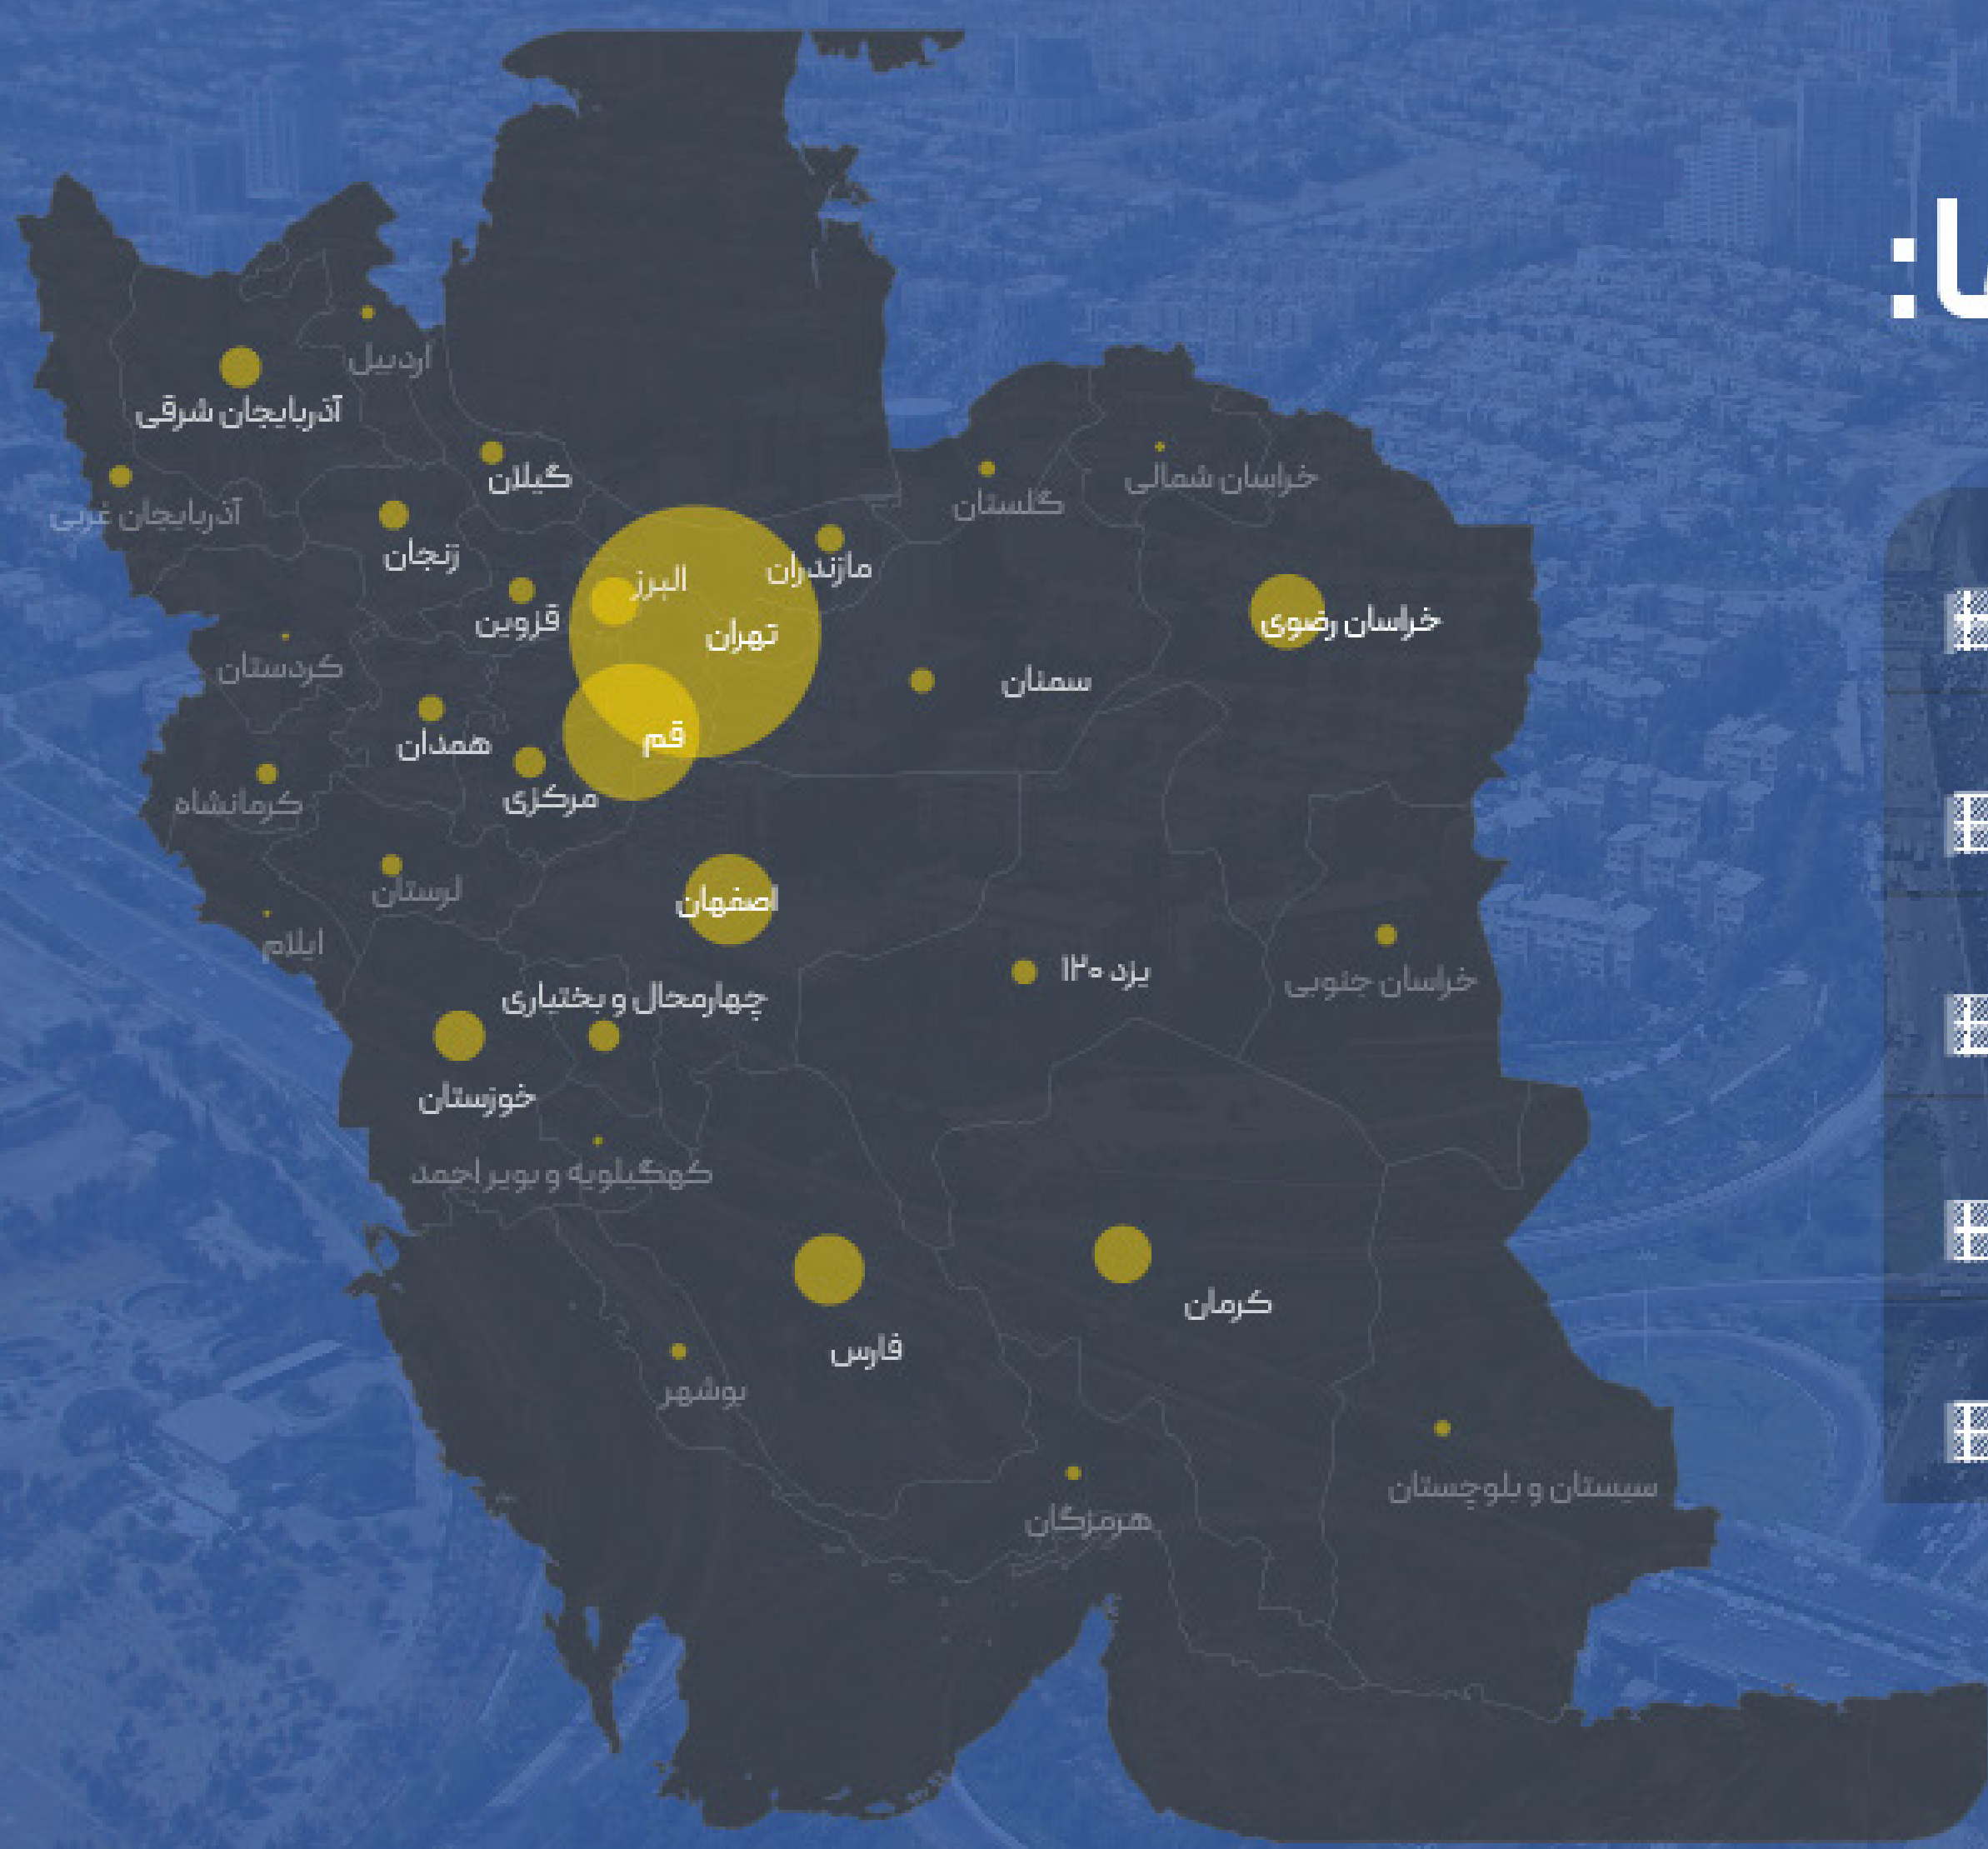 اردبیل
آذربایجان شرقی
گیلان
آذربایجان غربی
زنجان
گلستان
خراسان شمالی
مازندران
البرز
قزوین
تهران
خراسان رضوی
کردستان
سمنان
همدان
قم
مرکزی
کرمانشاه
لرستان
اصفهان
ایلام
یزد ۱۲۰
خراسان جنوبی
چهارمحال و بختیاری
خوزستان
کهگیلویه و بویر احمد
کرمان
فارس
بوشهر
سیستان و بلوچستان
هرمزگان